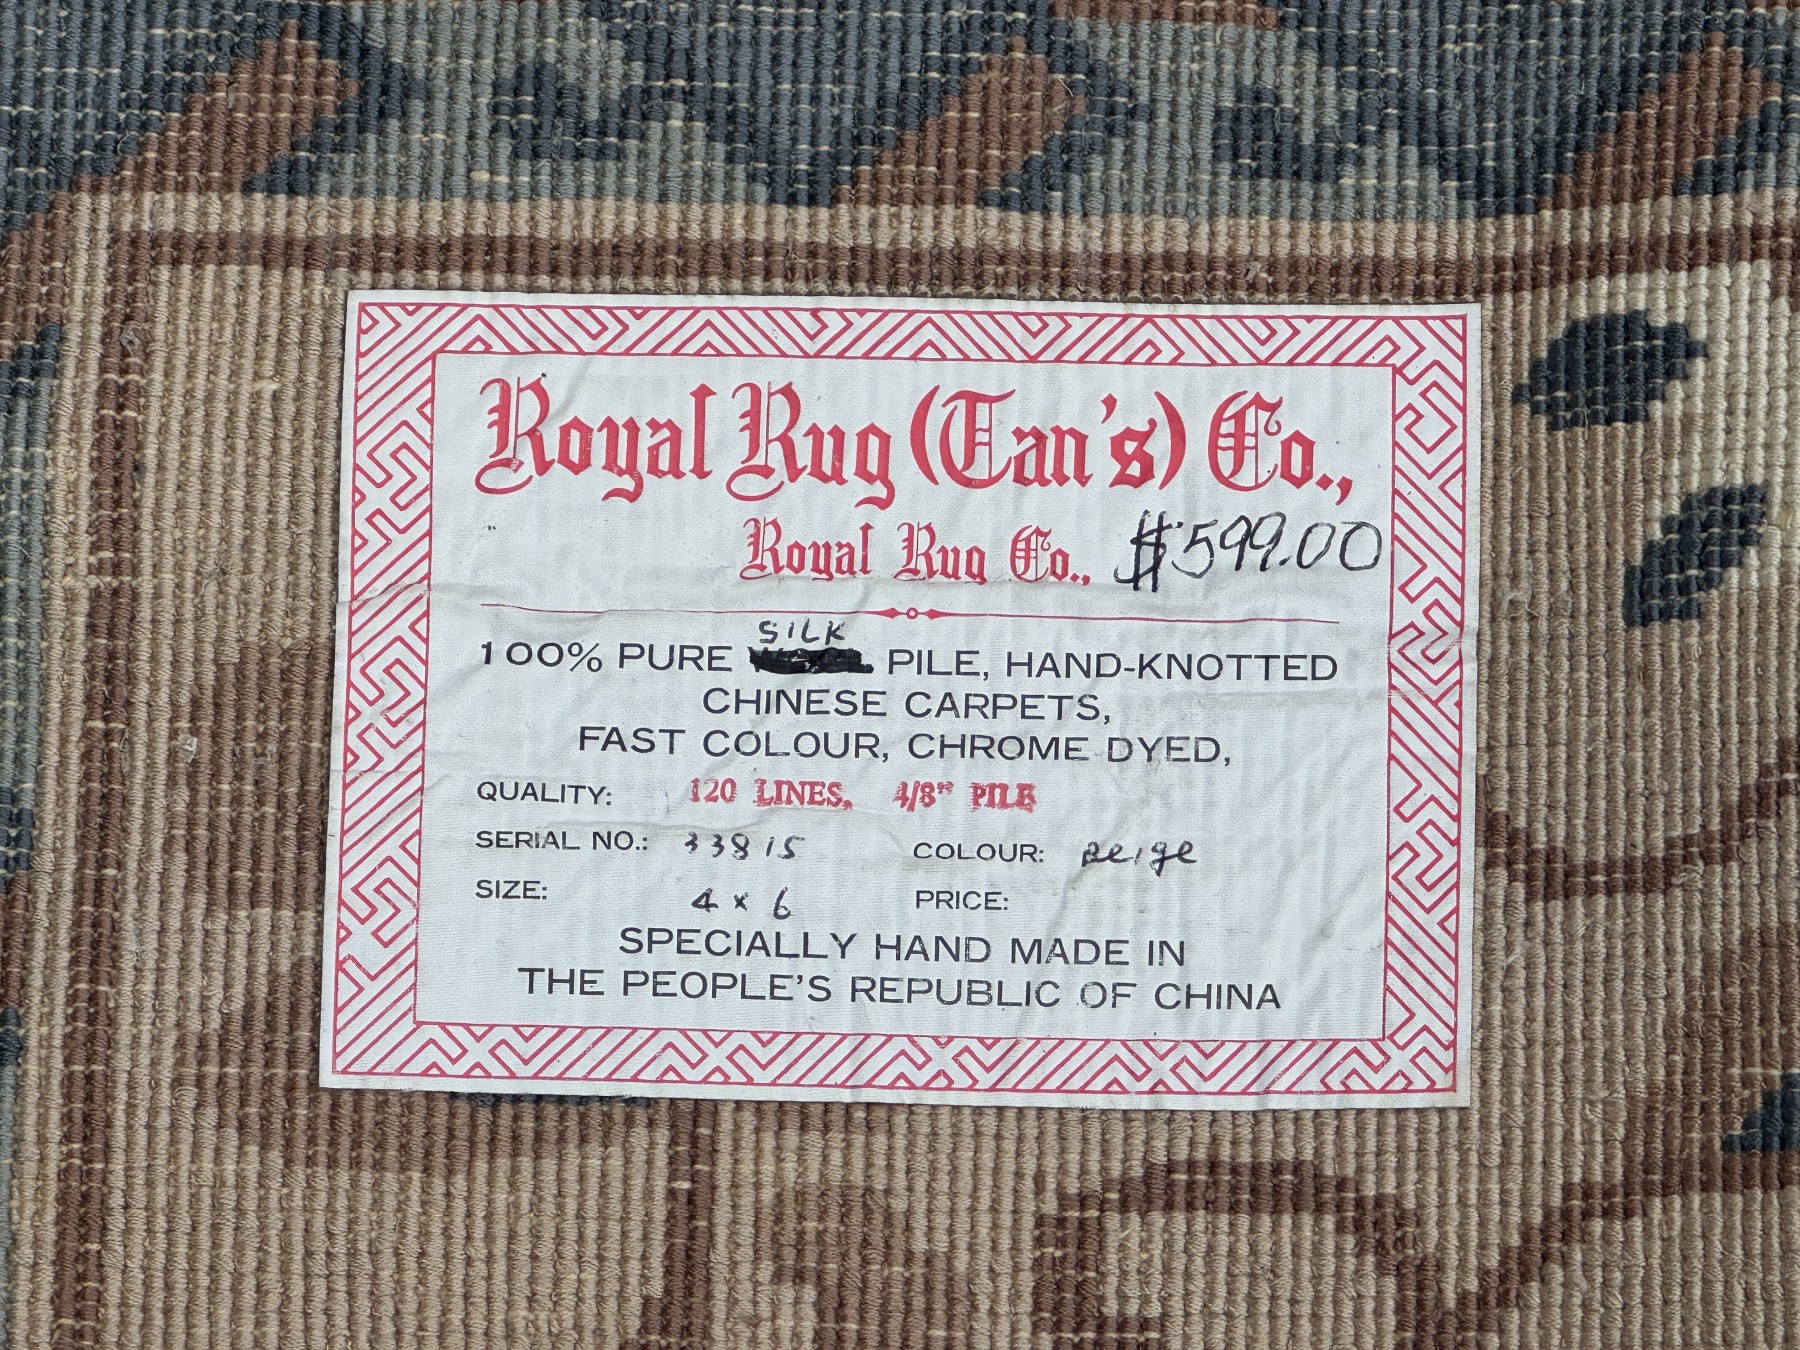 Royal Rug (Tan's) Co.,
Royal Rug Co., $599.00
SILK
100% PURE PILE, HAND-KNOTTED
CHINESE CARPETS,
FAST COLOUR, CHROME DYED,
QUALITY: 120 LINES, 4/8" PILE
SERIAL NO.: 33815 COLOUR: Beige
SIZE: 4 x 6 PRICE:
SPECIALLY HAND MADE IN
THE PEOPLE'S REPUBLIC OF CHINA